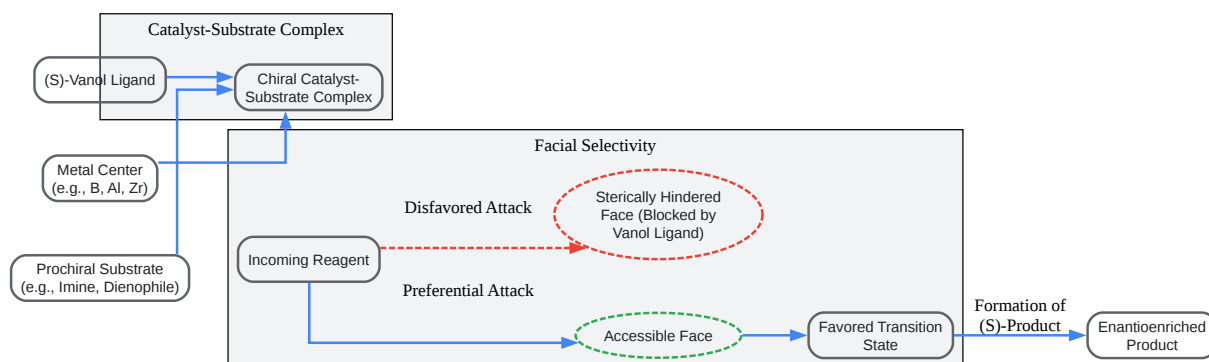 Catalyst-Substrate Complex
(S)-Vanol Ligand
Chiral Catalyst-
Substrate Complex
Metal Center
(e.g., B, Al, Zr)
Prochiral Substrate
(e.g., Imine, Dienophile)
Facial Selectivity
Disfavored Attack
Sterically Hindered
Face (Blocked by
Vanol Ligand)
Incoming Reagent
Preferential Attack
Accessible Face
Favored Transition
State
Formation of
(S)-Product
Enantioenriched
Product